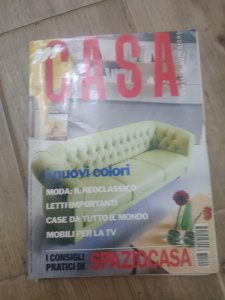 CASA
i nuovi colori
MODA: IL NEOCLASSICO
LETTI IMPORTANTI
CASE DA TUTTO IL MONDO
MOBILI PER LA TV
I CONSIGLI
PRATICI DI
SPAZIOCASA